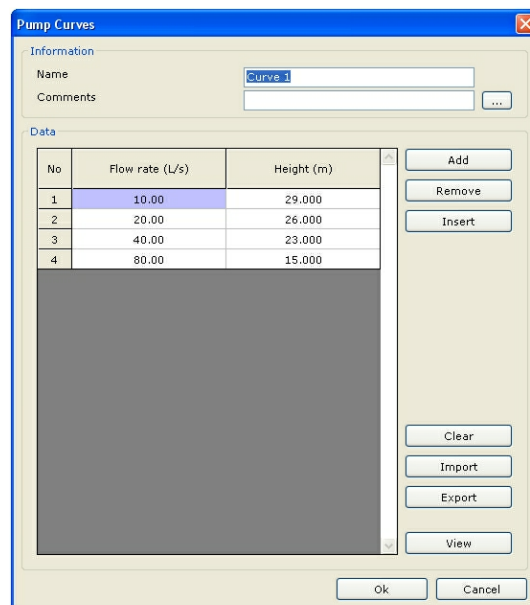 Pump Curves
Information
Name Curve 1
Comments ...
Data
No Flow rate (L/s) Height (m)
1 10.00 29.000
2 20.00 26.000
3 40.00 23.000
4 80.00 15.000
Add
Remove
Insert
Clear
Import
Export
View
Ok Cancel